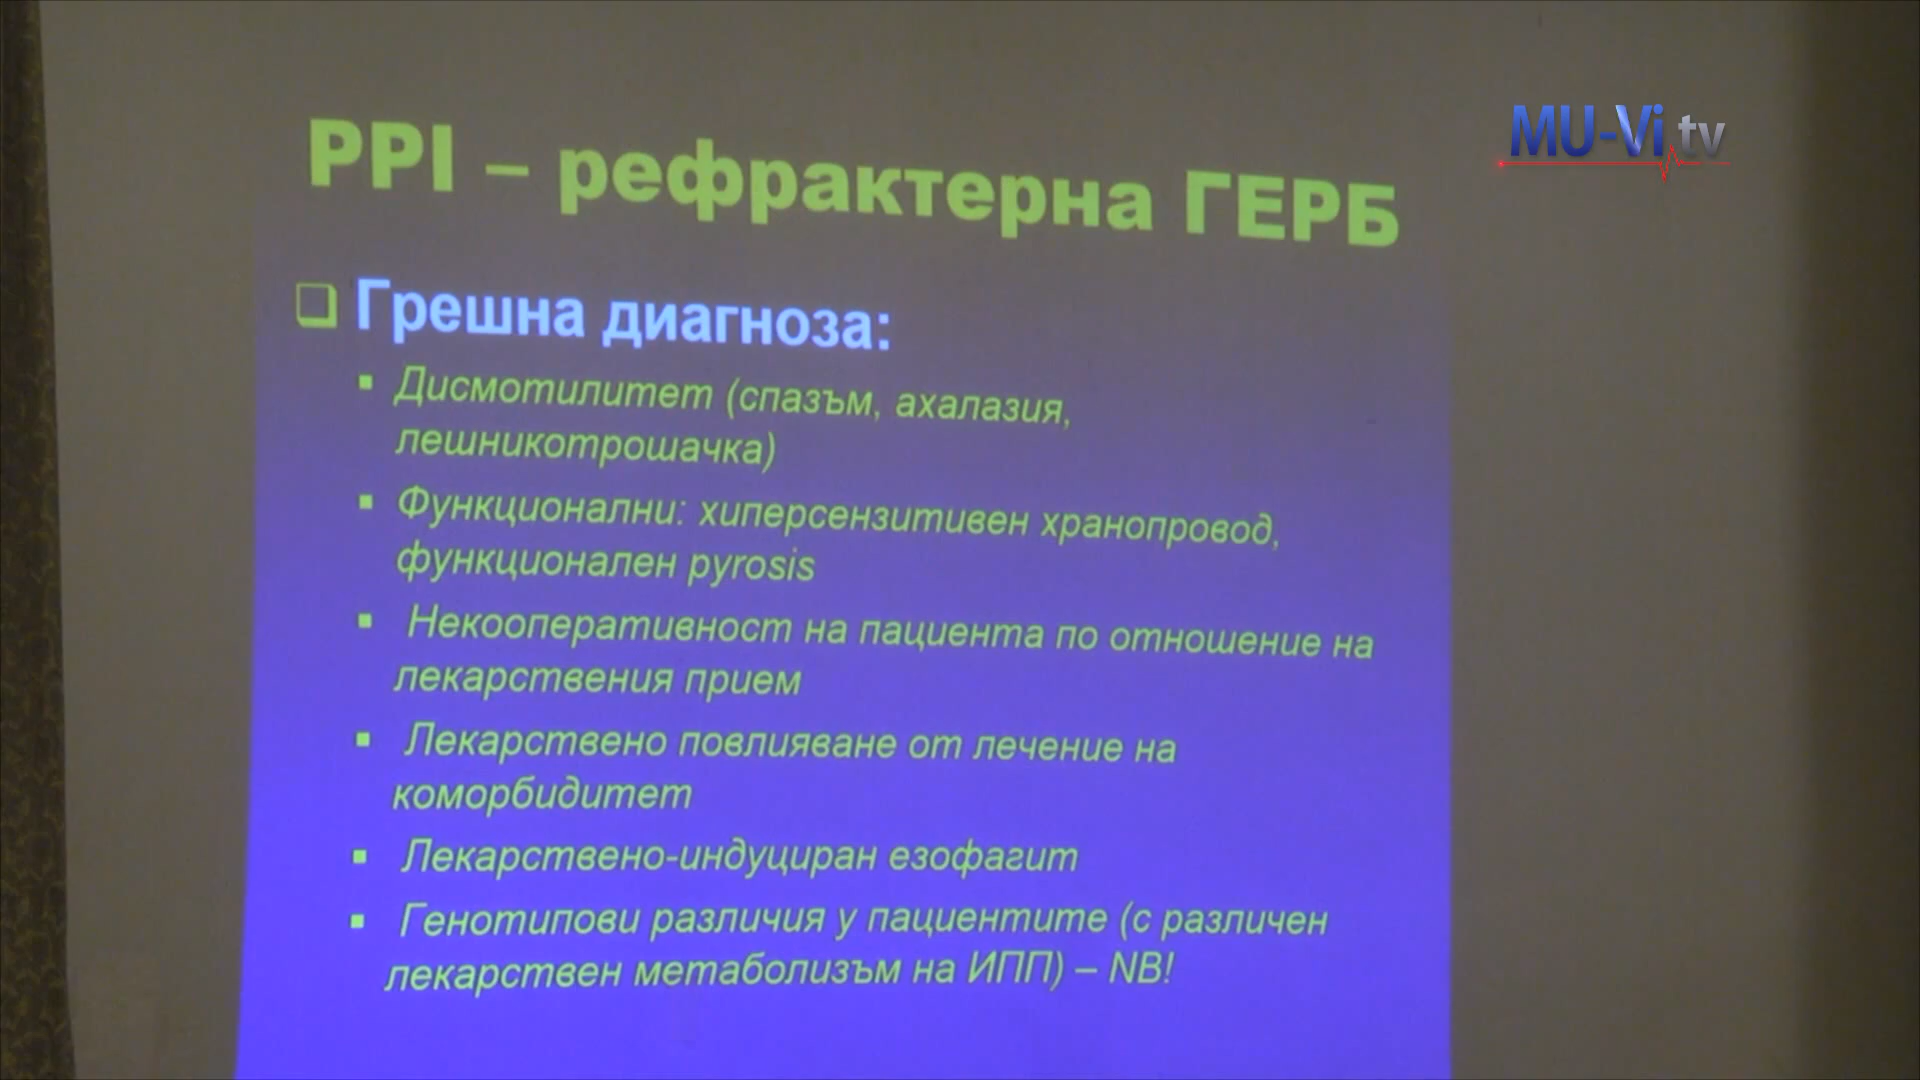 MU-Vi.tv
PPI – рефрактерна ГЕРБ
Грешна диагноза:
Дисмотилитет (спазъм, ахалазия,
лешникотрошачка)
Функционални: хиперсензитивен хранопровод,
функционален pyrosis
Некооперативност на пациента по отношение на
лекарствения прием
Лекарствено повлияване от лечение на
коморбидитет
Лекарствено-индуциран езофагит
Генотипови различия у пациентите (с различен
лекарствен метаболизъм на ИПП) – NB!